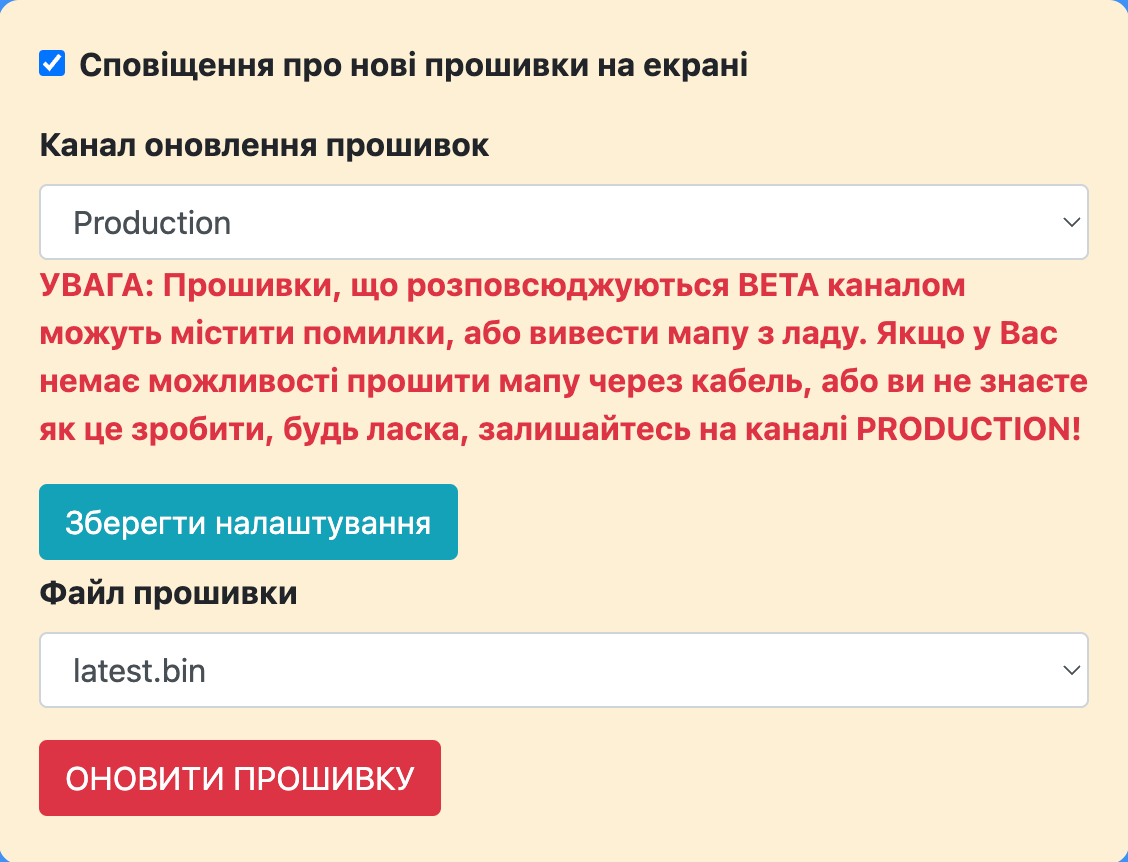 Сповіщення про нові прошивки на екрані
Канал оновлення прошивок
Production
УВАГА: Прошивки, що розповсюджуються BETA каналом
можуть містити помилки, або вивести мапу з ладу. Якщо у Вас
немає можливості прошити мапу через кабель, або ви не знаєте
як це зробити, будь ласка, залишайтесь на каналі PRODUCTION!
Зберегти налаштування
Файл прошивки
latest.bin
ОНОВИТИ ПРОШИВКУ